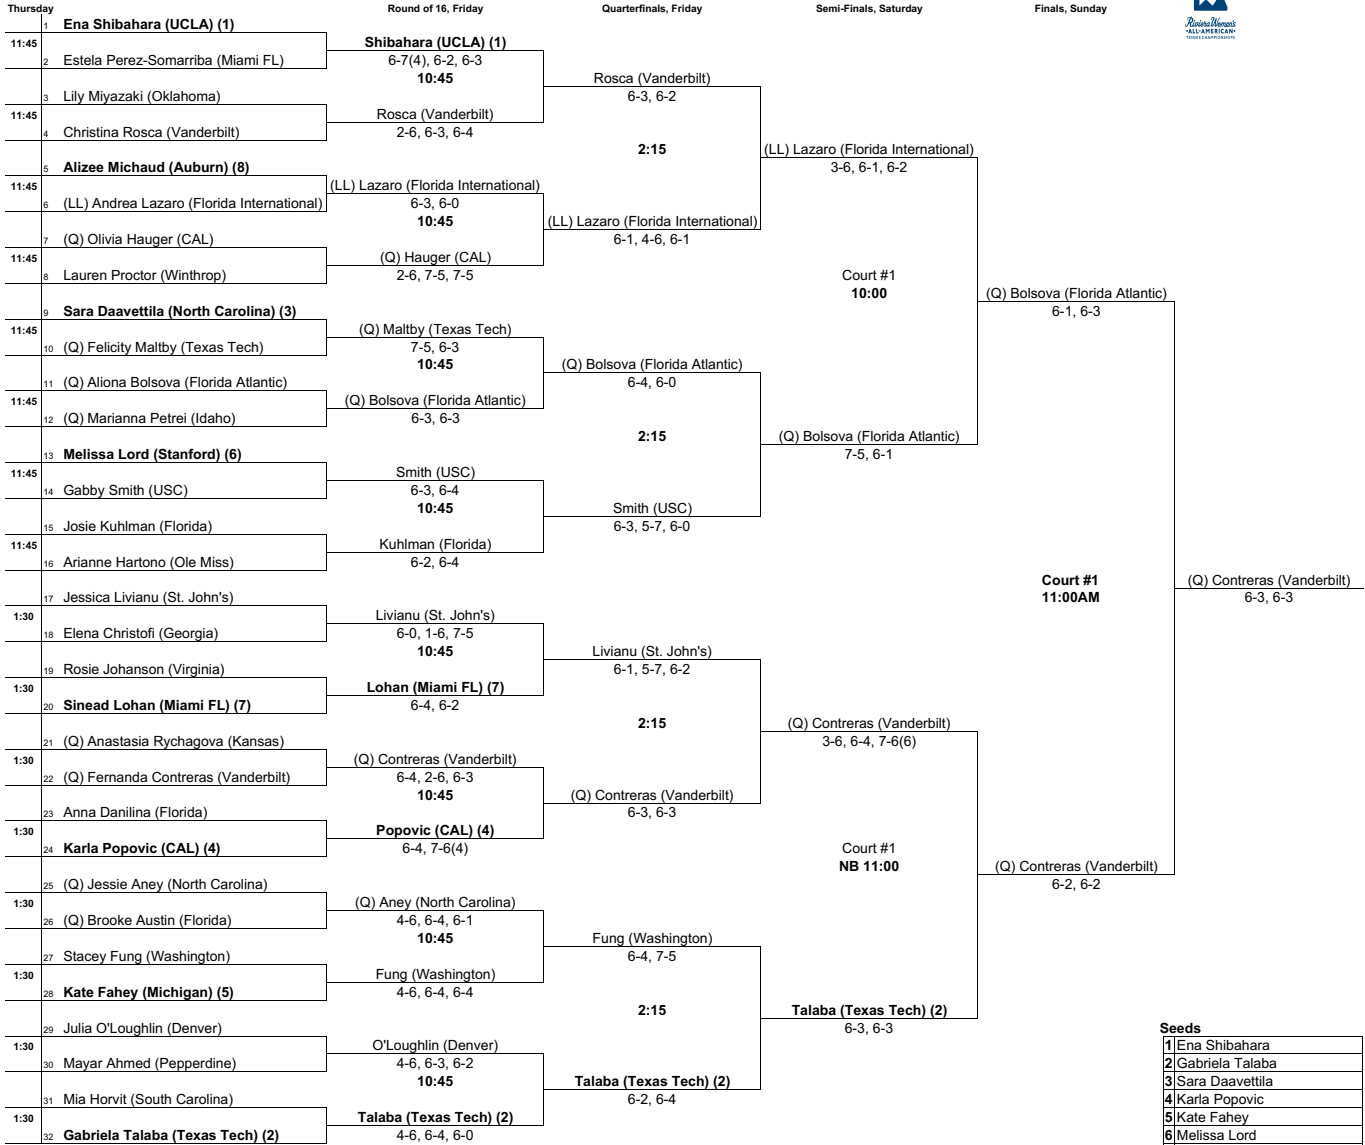 Thursday
Round of 16, Friday
Quarterfinals, Friday
Semi-Finals, Saturday
Finals, Sunday
Riviera Women's
ALL-AMERICAN
TENNIS CHAMPIONSHIPS
1 Ena Shibahara (UCLA) (1)
11:45
2 Estela Perez-Somarriba (Miami FL)
3 Lily Miyazaki (Oklahoma)
11:45
4 Christina Rosca (Vanderbilt)
5 Alizee Michaud (Auburn) (8)
11:45
6 (LL) Andrea Lazaro (Florida International)
7 (Q) Olivia Hauger (CAL)
11:45
8 Lauren Proctor (Winthrop)
9 Sara Daavettila (North Carolina) (3)
11:45
10 (Q) Felicity Maltby (Texas Tech)
11 (Q) Aliona Bolsova (Florida Atlantic)
11:45
12 (Q) Marianna Petrei (Idaho)
13 Melissa Lord (Stanford) (6)
11:45
14 Gabby Smith (USC)
15 Josie Kuhlman (Florida)
11:45
16 Arianne Hartono (Ole Miss)
17 Jessica Livianu (St. John's)
1:30
18 Elena Christofi (Georgia)
19 Rosie Johanson (Virginia)
1:30
20 Sinead Lohan (Miami FL) (7)
21 (Q) Anastasia Rychagova (Kansas)
1:30
22 (Q) Fernanda Contreras (Vanderbilt)
23 Anna Danilina (Florida)
1:30
24 Karla Popovic (CAL) (4)
25 (Q) Jessie Aney (North Carolina)
1:30
26 (Q) Brooke Austin (Florida)
27 Stacey Fung (Washington)
1:30
28 Kate Fahey (Michigan) (5)
29 Julia O'Loughlin (Denver)
1:30
30 Mayar Ahmed (Pepperdine)
31 Mia Horvit (South Carolina)
1:30
32 Gabriela Talaba (Texas Tech) (2)
Shibahara (UCLA) (1)
6-7(4), 6-2, 6-3
10:45
Rosca (Vanderbilt)
2-6, 6-3, 6-4
(LL) Lazaro (Florida International)
6-3, 6-0
10:45
(Q) Hauger (CAL)
2-6, 7-5, 7-5
(Q) Maltby (Texas Tech)
7-5, 6-3
10:45
(Q) Bolsova (Florida Atlantic)
6-3, 6-3
Smith (USC)
6-3, 6-4
10:45
Kuhlman (Florida)
6-2, 6-4
Livianu (St. John's)
6-0, 1-6, 7-5
10:45
Lohan (Miami FL) (7)
6-4, 6-2
(Q) Contreras (Vanderbilt)
6-4, 2-6, 6-3
10:45
Popovic (CAL) (4)
6-4, 7-6(4)
(Q) Aney (North Carolina)
4-6, 6-4, 6-1
10:45
Fung (Washington)
4-6, 6-4, 6-4
O'Loughlin (Denver)
4-6, 6-3, 6-2
10:45
Talaba (Texas Tech) (2)
4-6, 6-4, 6-0
Rosca (Vanderbilt)
6-3, 6-2
2:15
(LL) Lazaro (Florida International)
6-1, 4-6, 6-1
(Q) Bolsova (Florida Atlantic)
6-4, 6-0
2:15
Smith (USC)
6-3, 5-7, 6-0
Livianu (St. John's)
6-1, 5-7, 6-2
2:15
(Q) Contreras (Vanderbilt)
6-3, 6-3
Fung (Washington)
6-4, 7-5
2:15
Talaba (Texas Tech) (2)
6-2, 6-4
(LL) Lazaro (Florida International)
3-6, 6-1, 6-2
Court #1
10:00
(Q) Bolsova (Florida Atlantic)
7-5, 6-1
(Q) Contreras (Vanderbilt)
3-6, 6-4, 7-6(6)
Court #1
NB 11:00
Talaba (Texas Tech) (2)
6-3, 6-3
(Q) Bolsova (Florida Atlantic)
6-1, 6-3
Court #1
11:00AM
(Q) Contreras (Vanderbilt)
6-2, 6-2
(Q) Contreras (Vanderbilt)
6-3, 6-3
Seeds
1 Ena Shibahara
2 Gabriela Talaba
3 Sara Daavettila
4 Karla Popovic
5 Kate Fahey
6 Melissa Lord